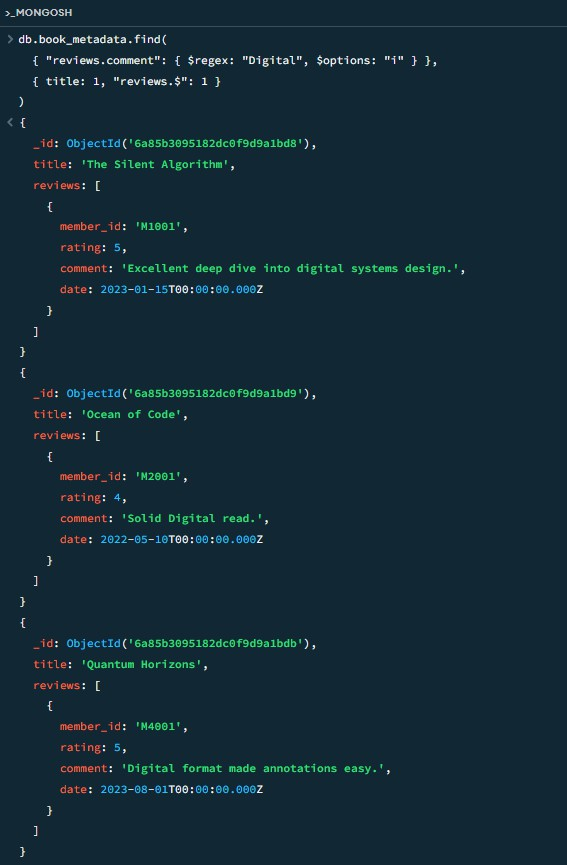 >_MONGOSH
> db.book_metadata.find(
{ "reviews.comment": { $regex: "Digital", $options: "i" } },
{ title: 1, "reviews.$": 1 }
)
< {
_id: ObjectId('6a85b3095182dc0f9d9a1bd8'),
title: 'The Silent Algorithm',
reviews: [
{
member_id: 'M1001',
rating: 5,
comment: 'Excellent deep dive into digital systems design.',
date: 2023-01-15T00:00:00.000Z
}
]
}
{
_id: ObjectId('6a85b3095182dc0f9d9a1bd9'),
title: 'Ocean of Code',
reviews: [
{
member_id: 'M2001',
rating: 4,
comment: 'Solid Digital read.',
date: 2022-05-10T00:00:00.000Z
}
]
}
{
_id: ObjectId('6a85b3095182dc0f9d9a1bdb'),
title: 'Quantum Horizons',
reviews: [
{
member_id: 'M4001',
rating: 5,
comment: 'Digital format made annotations easy.',
date: 2023-08-01T00:00:00.000Z
}
]
}